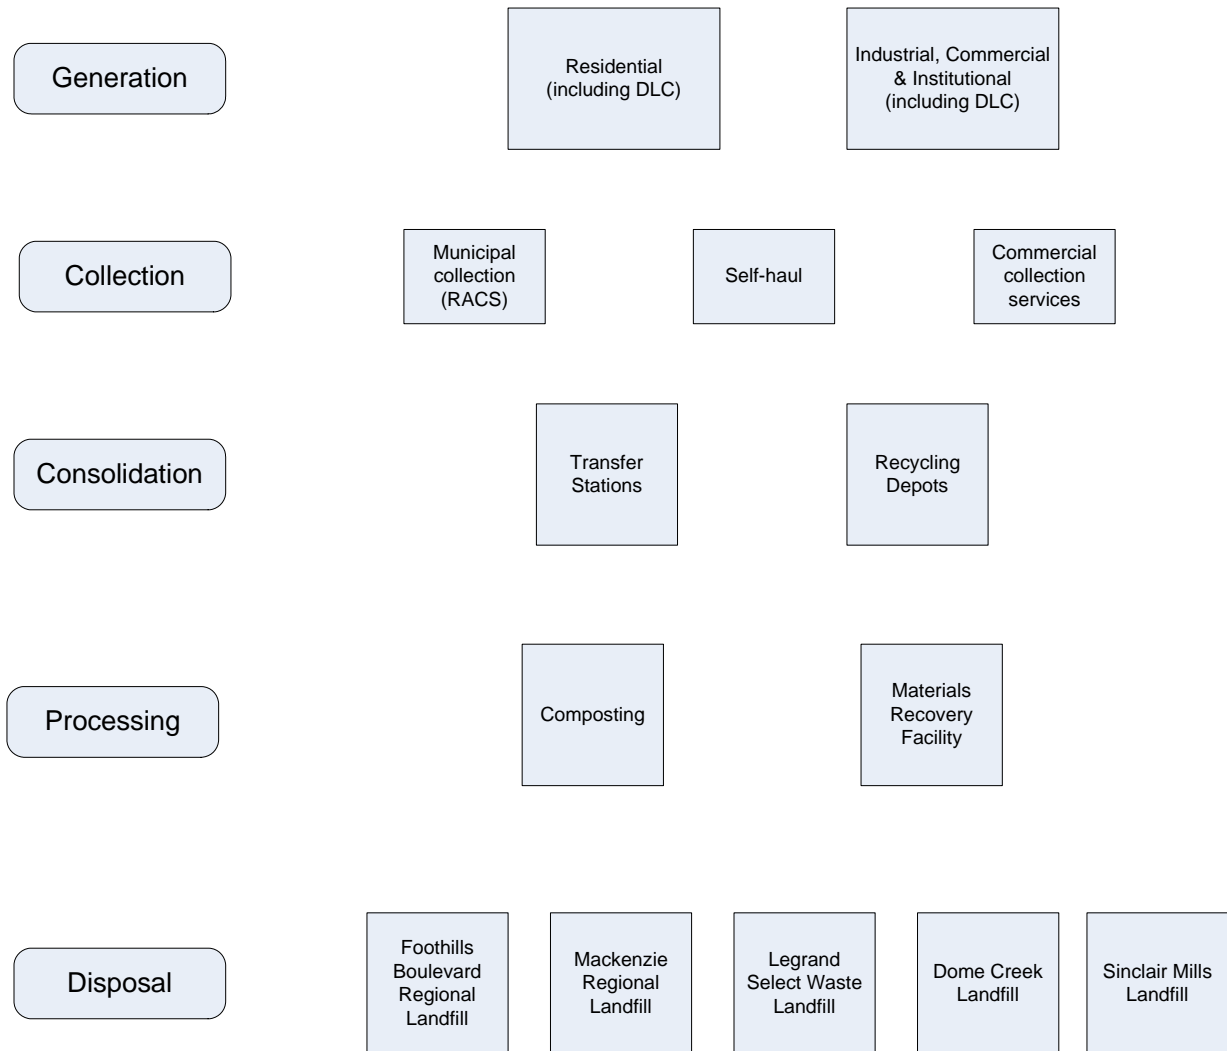 Generation
Residential
(including DLC)
Industrial, Commercial
& Institutional
(including DLC)
Collection
Municipal
collection
(RACS)
Self-haul
Commercial
collection
services
Consolidation
Transfer
Stations
Recycling
Depots
Processing
Composting
Materials
Recovery
Facility
Disposal
Foothills
Boulevard
Regional
Landfill
Mackenzie
Regional
Landfill
Legrand
Select Waste
Landfill
Dome Creek
Landfill
Sinclair Mills
Landfill